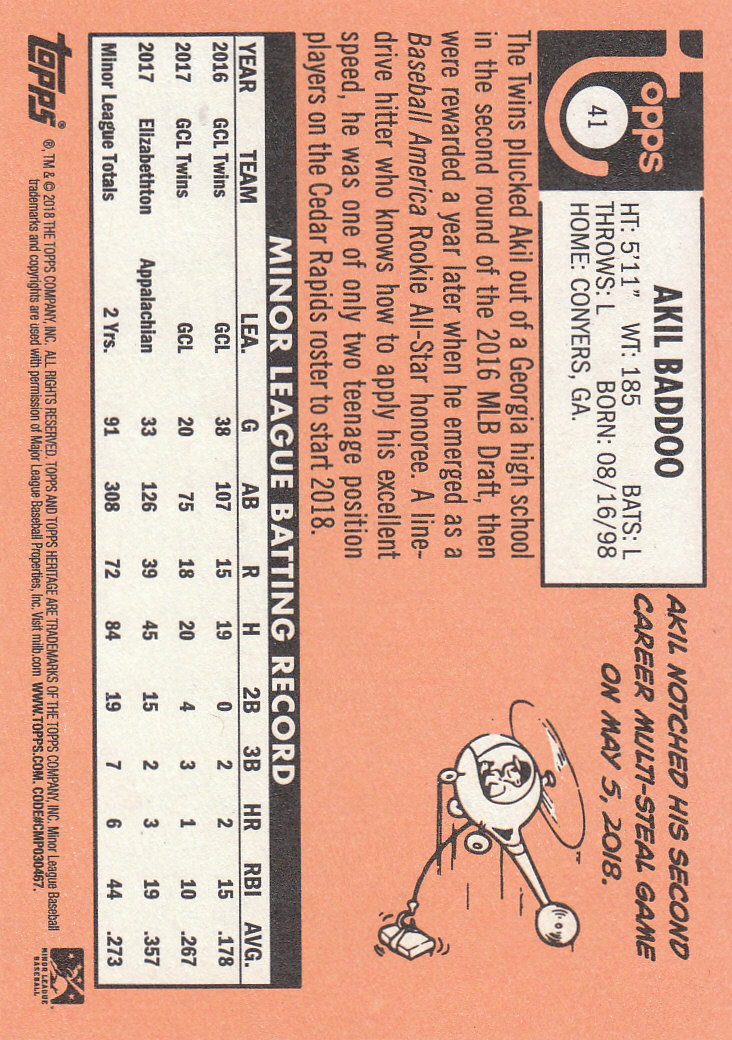 Topps
41
AKIL BADDOO
HT: 5'11" WT: 185 BATS: L
THROWS: L BORN: 08/16/98
HOME: CONYERS, GA.
AKIL NOTCHED HIS SECOND
CAREER MULTI-STEAL GAME
ON MAY 5, 2018.
The Twins plucked Akil out of a Georgia high school
in the second round of the 2016 MLB Draft, then
were rewarded a year later when he emerged as a
Baseball America Rookie All-Star honoree. A line-
drive hitter who knows how to apply his excellent
speed, he was one of only two teenage position
players on the Cedar Rapids roster to start 2018.
MINOR LEAGUE BATTING RECORD
YEAR TEAM LEA. G AB R H 2B 3B HR RBI AVG.
2016 GCL Twins GCL 38 107 15 19 0 2 2 15 .178
2017 GCL Twins GCL 20 75 18 20 4 3 1 10 .267
2017 Elizabethton Appalachian 33 126 39 45 15 2 3 19 .357
Minor League Totals 2 Yrs. 91 308 72 84 19 7 6 44 .273
Topps®
®, TM & © 2018 THE TOPPS COMPANY, INC. ALL RIGHTS RESERVED. TOPPS AND TOPPS HERITAGE ARE TRADEMARKS OF THE TOPPS COMPANY, INC. Minor League Baseball
trademarks and copyrights are used with permission of Major League Baseball Properties, Inc. Visit milb.com WWW.TOPPS.COM. CODE#CMP030467.
MINOR LEAGUE
BASEBALL